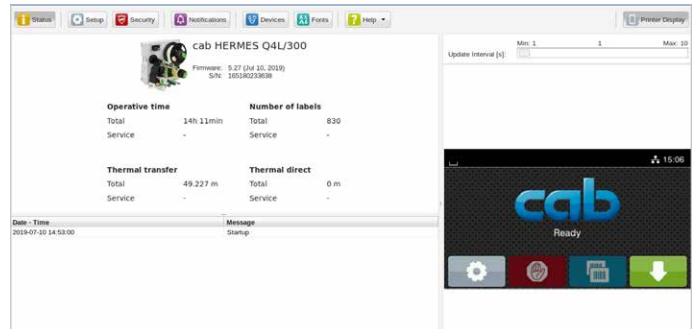 Status Setup Security Notifications Devices Fonts Help Printer Display
cab HERMES Q4L/300
Firmware: 5.27 (Jul 10, 2019)
S/N: 165180233638
Operative time Number of labels
Total 14h 11min Total 830
Service - Service -
Thermal transfer Thermal direct
Total 49.227 m Total 0 m
Service - Service -
Date - Time Message
2019-07-10 14:53:00 Startup
Min: 1 1 Max: 10
Update Interval [s]:
15:06
cab
Ready